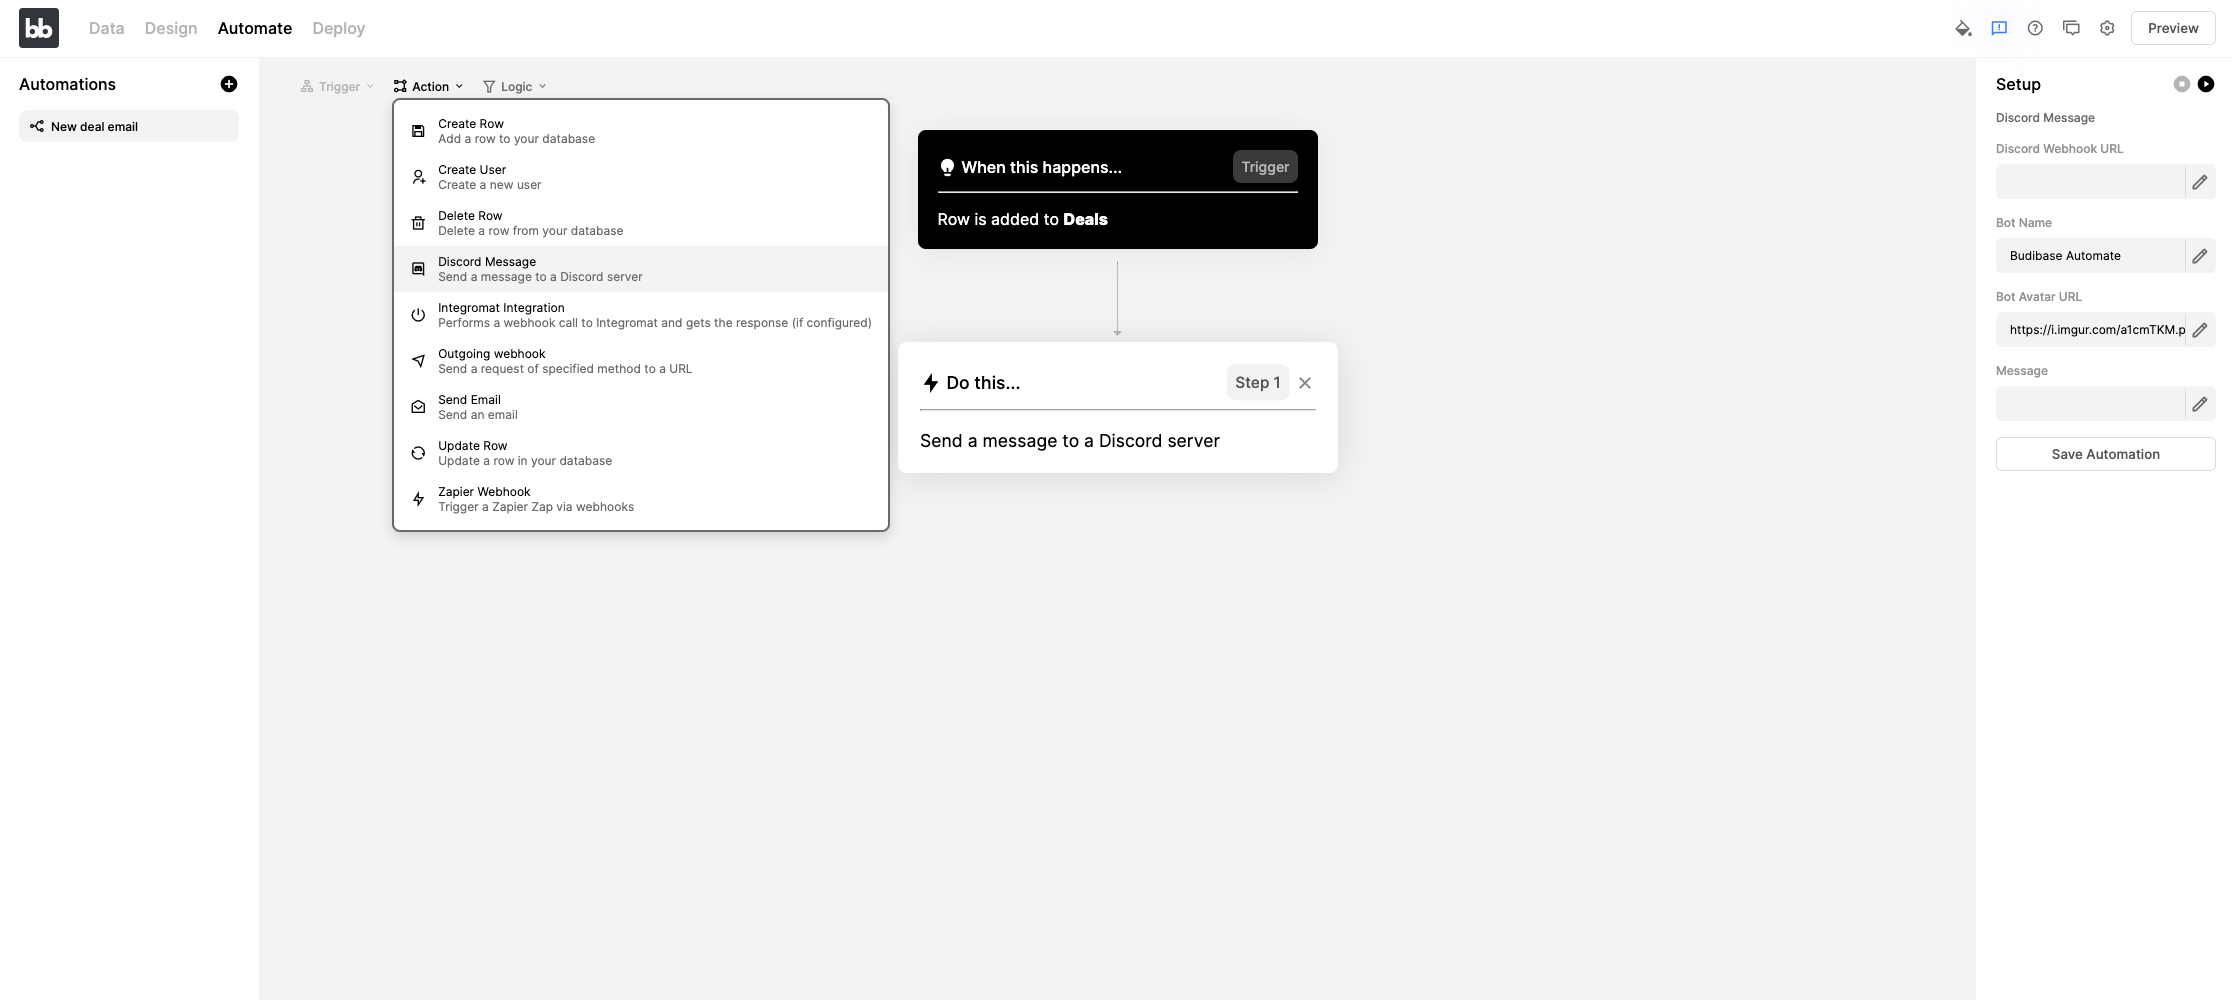 bb
Data Design Automate Deploy
Preview
Automations
New deal email
Trigger Action Logic
Create Row
Add a row to your database
Create User
Create a new user
Delete Row
Delete a row from your database
Discord Message
Send a message to a Discord server
Integromat Integration
Performs a webhook call to Integromat and gets the response (if configured)
Outgoing webhook
Send a request of specified method to a URL
Send Email
Send an email
Update Row
Update a row in your database
Zapier Webhook
Trigger a Zapier Zap via webhooks
When this happens... Trigger
Row is added to Deals
Do this... Step 1
Send a message to a Discord server
Setup
Discord Message
Discord Webhook URL
Bot Name
Budibase Automate
Bot Avatar URL
https://i.imgur.com/a1cmTKM.p
Message
Save Automation